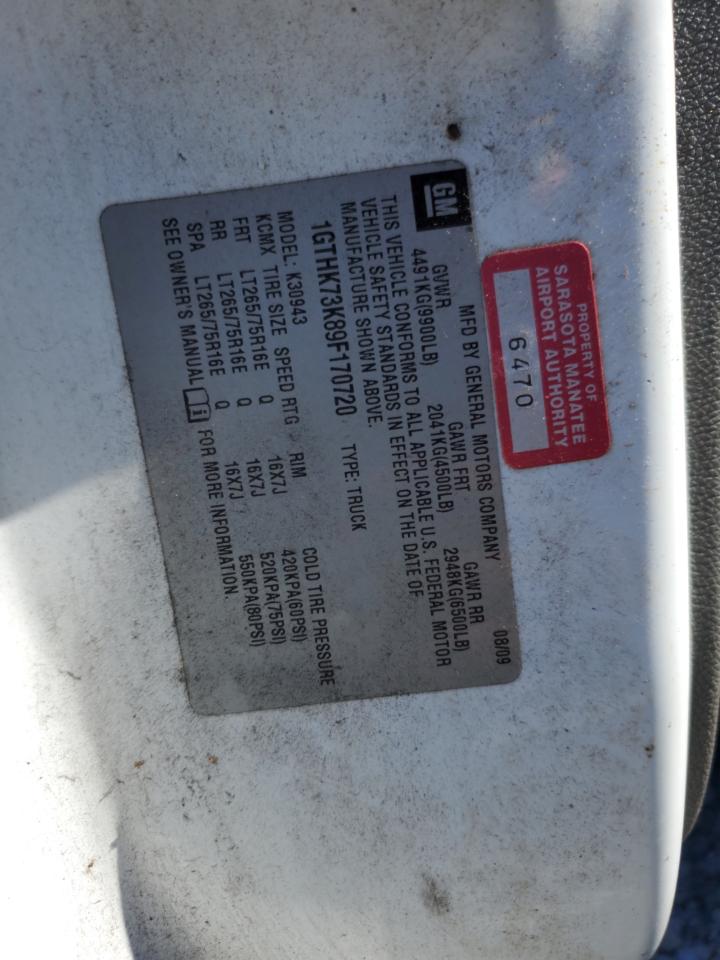 PROPERTY OF
SARASOTA MANATEE
AIRPORT AUTHORITY
6470
GM
MFD BY GENERAL MOTORS COMPANY 08/09
GVWR GAWR FRT GAWR RR
4491KG(9900LB) 2041KG(4500LB) 2948KG(6500LB)
THIS VEHICLE CONFORMS TO ALL APPLICABLE U.S. FEDERAL MOTOR
VEHICLE SAFETY STANDARDS IN EFFECT ON THE DATE OF
MANUFACTURE SHOWN ABOVE.
1GTHK73K89F170720 TYPE: TRUCK
MODEL: K30943
KCMX TIRE SIZE SPEED RTG RIM COLD TIRE PRESSURE
FRT LT265/75R16E Q 16X7J 420KPA(60PSI)
RR LT265/75R16E Q 16X7J 520KPA(75PSI)
SPA LT265/75R16E Q 16X7J 550KPA(80PSI)
SEE OWNER'S MANUAL i FOR MORE INFORMATION.